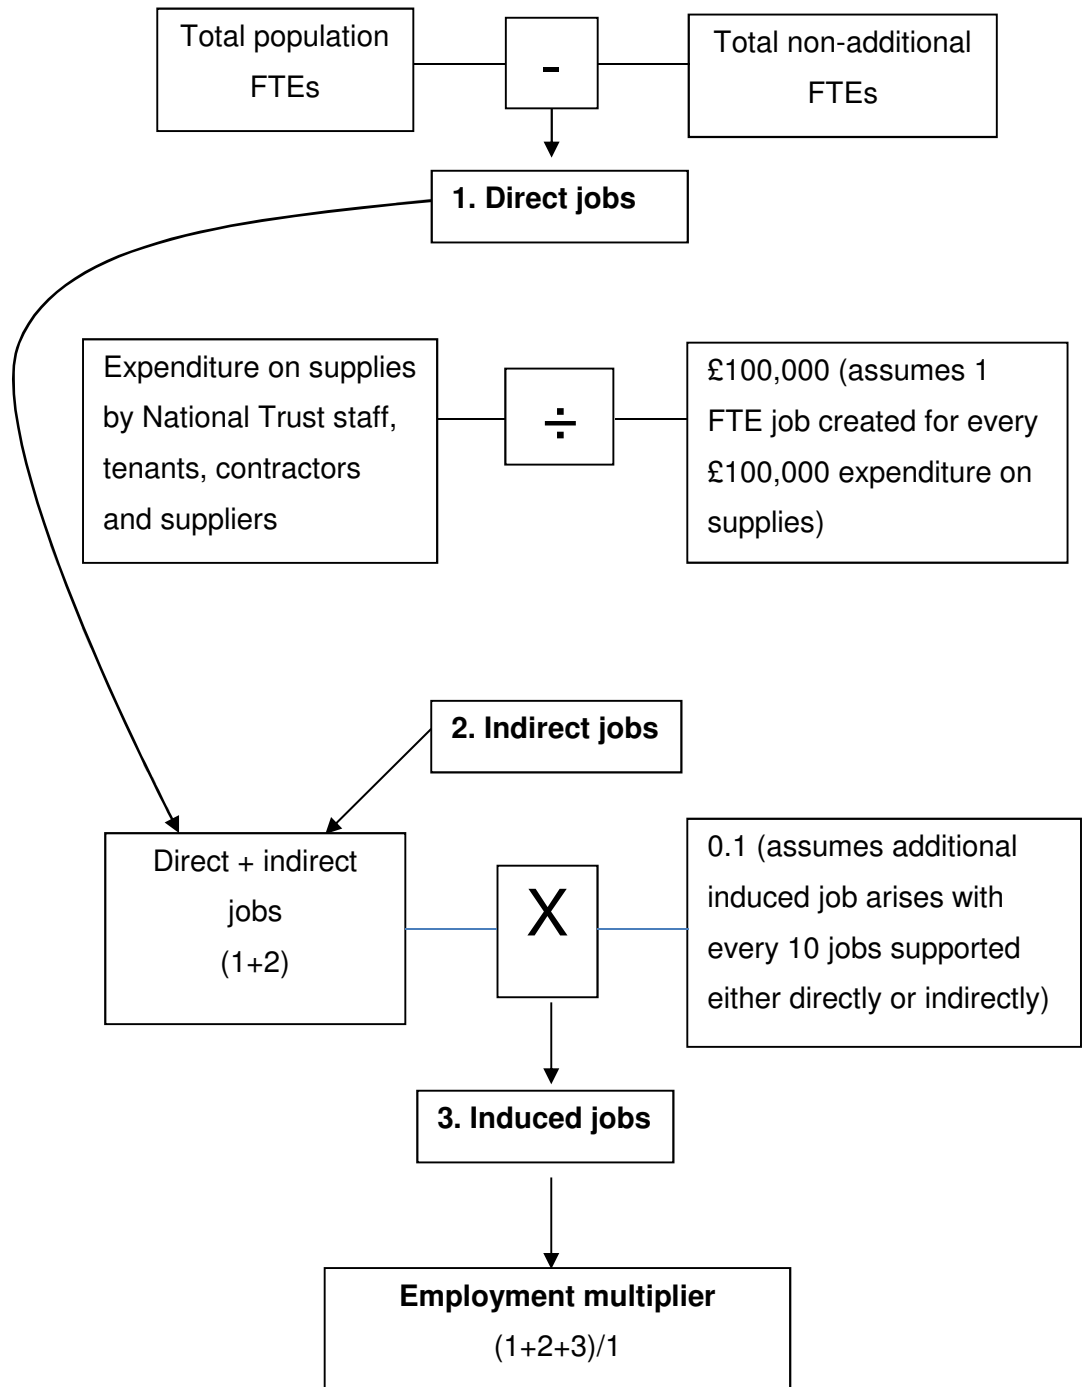 Total population
FTEs
-
Total non-additional
FTEs
1. Direct jobs
Expenditure on supplies
by National Trust staff,
tenants, contractors
and suppliers
÷
£100,000 (assumes 1
FTE job created for every
£100,000 expenditure on
supplies)
2. Indirect jobs
Direct + indirect
jobs
(1+2)
X
0.1 (assumes additional
induced job arises with
every 10 jobs supported
either directly or indirectly)
3. Induced jobs
Employment multiplier
(1+2+3)/1